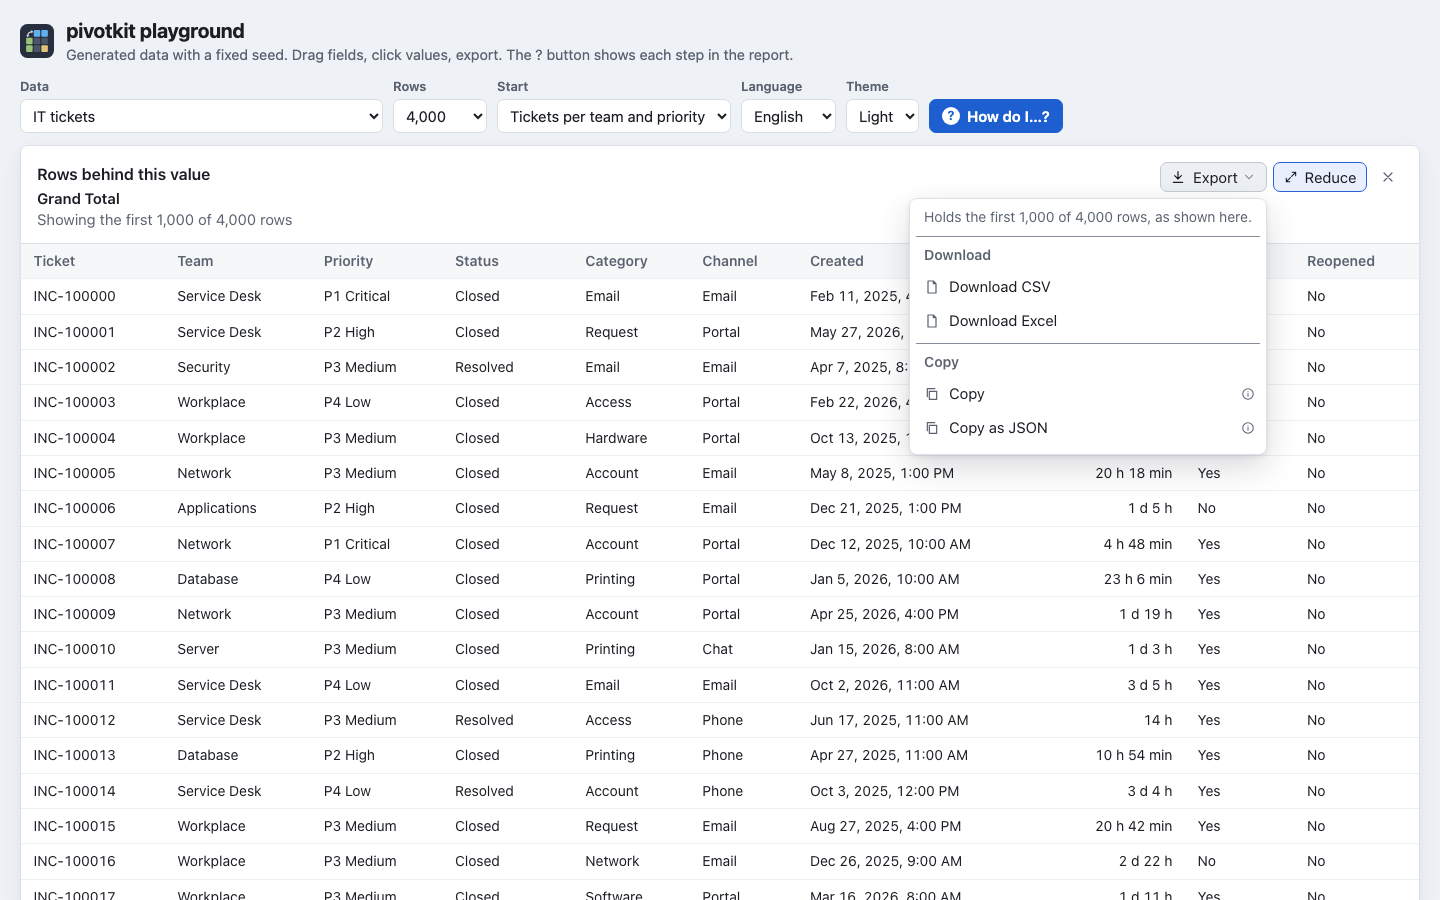 pivotkit playground
Generated data with a fixed seed. Drag fields, click values, export. The ? button shows each step in the report.
Data Rows Start Language Theme
IT tickets 4,000 Tickets per team and priority English Light ? How do I...?
Rows behind this value
Grand Total
Showing the first 1,000 of 4,000 rows
Export Reduce
Holds the first 1,000 of 4,000 rows, as shown here.
Download
Download CSV
Download Excel
Copy
Copy
Copy as JSON
Ticket Team Priority Status Category Channel Created Reopened
INC-100000 Service Desk P1 Critical Closed Email Email Feb 11, 2025, No
INC-100001 Service Desk P2 High Closed Request Portal May 27, 2026, No
INC-100002 Security P3 Medium Resolved Email Email Apr 7, 2025, 8: No
INC-100003 Workplace P4 Low Closed Access Portal Feb 22, 2026, No
INC-100004 Workplace P3 Medium Closed Hardware Portal Oct 13, 2025, No
INC-100005 Network P3 Medium Closed Account Email May 8, 2025, 1:00 PM 20 h 18 min Yes No
INC-100006 Applications P2 High Closed Request Email Dec 21, 2025, 1:00 PM 1 d 5 h No No
INC-100007 Network P1 Critical Closed Account Portal Dec 12, 2025, 10:00 AM 4 h 48 min Yes No
INC-100008 Database P4 Low Closed Printing Portal Jan 5, 2026, 10:00 AM 23 h 6 min Yes No
INC-100009 Network P3 Medium Closed Account Portal Apr 25, 2026, 4:00 PM 1 d 19 h Yes No
INC-100010 Server P3 Medium Closed Printing Chat Jan 15, 2026, 8:00 AM 1 d 3 h Yes No
INC-100011 Service Desk P4 Low Closed Email Email Oct 2, 2026, 11:00 AM 3 d 5 h Yes No
INC-100012 Service Desk P3 Medium Resolved Access Phone Jun 17, 2025, 11:00 AM 14 h Yes No
INC-100013 Database P2 High Closed Printing Phone Apr 27, 2025, 11:00 AM 10 h 54 min Yes No
INC-100014 Service Desk P4 Low Resolved Account Phone Oct 3, 2025, 12:00 PM 3 d 4 h Yes No
INC-100015 Workplace P3 Medium Closed Request Email Aug 27, 2025, 4:00 PM 20 h 42 min Yes No
INC-100016 Workplace P3 Medium Closed Network Email Dec 26, 2025, 9:00 AM 2 d 22 h No No
INC-100017 Workplace P3 Medium Closed Software Portal Mar 16, 2026, 8:00 AM 1 d 11 h Yes No